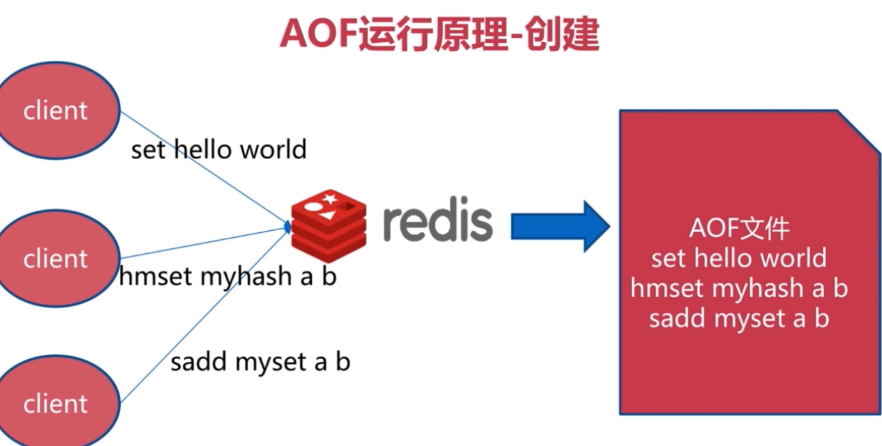 AOF运行原理-创建
client
set hello world
redis
client
hmset myhash a b
sadd myset a b
client
AOF文件
set hello world
hmset myhash a b
sadd myset a b